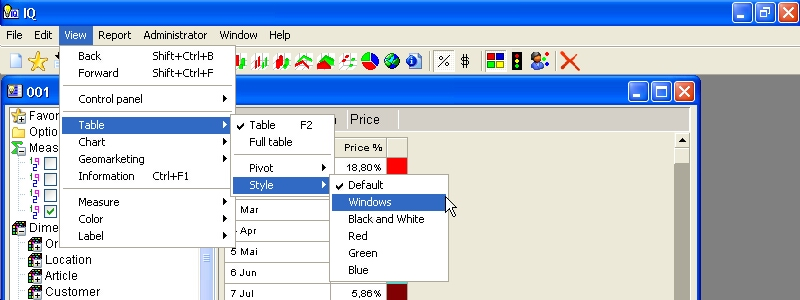 IQ
File Edit View Report Administrator Window Help
Back Shift+Ctrl+B
Forward Shift+Ctrl+F
Control panel
Table
Chart
Geomarketing
Information Ctrl+F1
Measure
Color
Label
Table F2
Full table
Pivot
Style
Default
Windows
Black and White
Red
Green
Blue
% $
001
Favor
Optio
Meas
Dime
Or
Location
Article
Customer
Price
Price %
18,80%
Mar
Apr
5 Mai
6 Jun
7 Jul 5,86%